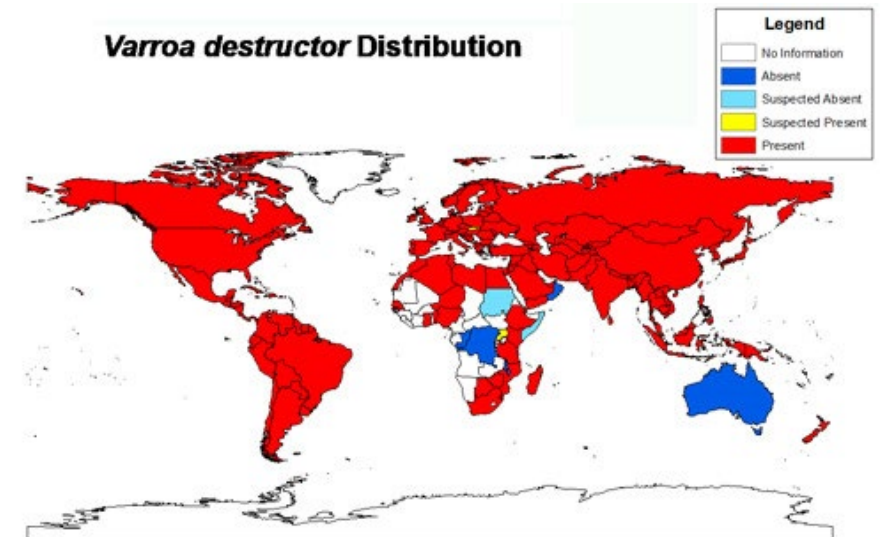 Varroa destructor Distribution
Legend
No Information
Absent
Suspected Absent
Suspected Present
Present